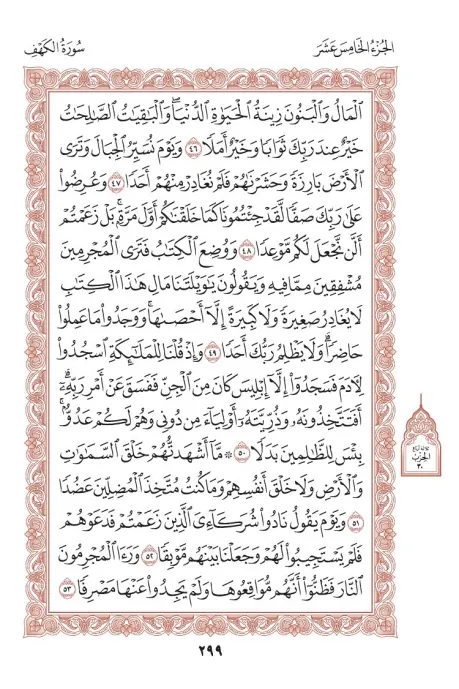 الجزء الخامس عشر
سورة الكهف
ٱلۡمَالُ وَٱلۡبَنُونَ زِينَةُ ٱلۡحَيَوٰةِ ٱلدُّنۡيَاۖ وَٱلۡبَٰقِيَٰتُ ٱلصَّٰلِحَٰتُ
خَيۡرٌ عِندَ رَبِّكَ ثَوَابٗا وَخَيۡرٌ أَمَلٗا ٤٦ وَيَوۡمَ نُسَيِّرُ ٱلۡجِبَالَ وَتَرَى
ٱلۡأَرۡضَ بَارِزَةٗ وَحَشَرۡنَٰهُمۡ فَلَمۡ نُغَادِرۡ مِنۡهُمۡ أَحَدٗا ٤٧ وَعُرِضُواْ
عَلَىٰ رَبِّكَ صَفّٗا لَّقَدۡ جِئۡتُمُونَا كَمَا خَلَقۡنَٰكُمۡ أَوَّلَ مَرَّةِۭۚ بَلۡ زَعَمۡتُمۡ
أَلَّن نَّجۡعَلَ لَكُم مَّوۡعِدٗا ٤٨ وَوُضِعَ ٱلۡكِتَٰبُ فَتَرَى ٱلۡمُجۡرِمِينَ
مُشۡفِقِينَ مِمَّا فِيهِ وَيَقُولُونَ يَٰوَيۡلَتَنَا مَالِ هَٰذَا ٱلۡكِتَٰبِ
لَا يُغَادِرُ صَغِيرَةٗ وَلَا كَبِيرَةً إِلَّآ أَحۡصَىٰهَاۚ وَوَجَدُواْ مَا عَمِلُواْ
حَاضِرٗاۗ وَلَا يَظۡلِمُ رَبُّكَ أَحَدٗا ٤٩ وَإِذۡ قُلۡنَا لِلۡمَلَٰٓئِكَةِ ٱسۡجُدُواْ
لِأٓدَمَ فَسَجَدُوٓاْ إِلَّآ إِبۡلِيسَ كَانَ مِنَ ٱلۡجِنِّ فَفَسَقَ عَنۡ أَمۡرِ رَبِّهِۦٓۗ
أَفَتَتَّخِذُونَهُۥ وَذُرِّيَّتَهُۥٓ أَوۡلِيَآءَ مِن دُونِي وَهُمۡ لَكُمۡ عَدُوُّۢۚ
بِئۡسَ لِلظَّٰلِمِينَ بَدَلٗا ٥٠ ۞ مَّآ أَشۡهَدتُّهُمۡ خَلۡقَ ٱلسَّمَٰوَٰتِ
وَٱلۡأَرۡضِ وَلَا خَلۡقَ أَنفُسِهِمۡ وَمَا كُنتُ مُتَّخِذَ ٱلۡمُضِلِّينَ عَضُدٗا
٥١ وَيَوۡمَ يَقُولُ نَادُواْ شُرَكَآءِيَ ٱلَّذِينَ زَعَمۡتُمۡ فَدَعَوۡهُمۡ
فَلَمۡ يَسۡتَجِيبُواْ لَهُمۡ وَجَعَلۡنَا بَيۡنَهُم مَّوۡبِقٗا ٥٢ وَرَءَا ٱلۡمُجۡرِمُونَ
ٱلنَّارَ فَظَنُّوٓاْ أَنَّهُم مُّوَاقِعُوهَا وَلَمۡ يَجِدُواْ عَنۡهَا مَصۡرِفٗا ٥٣
الحزب
٣٠
٢٩٩